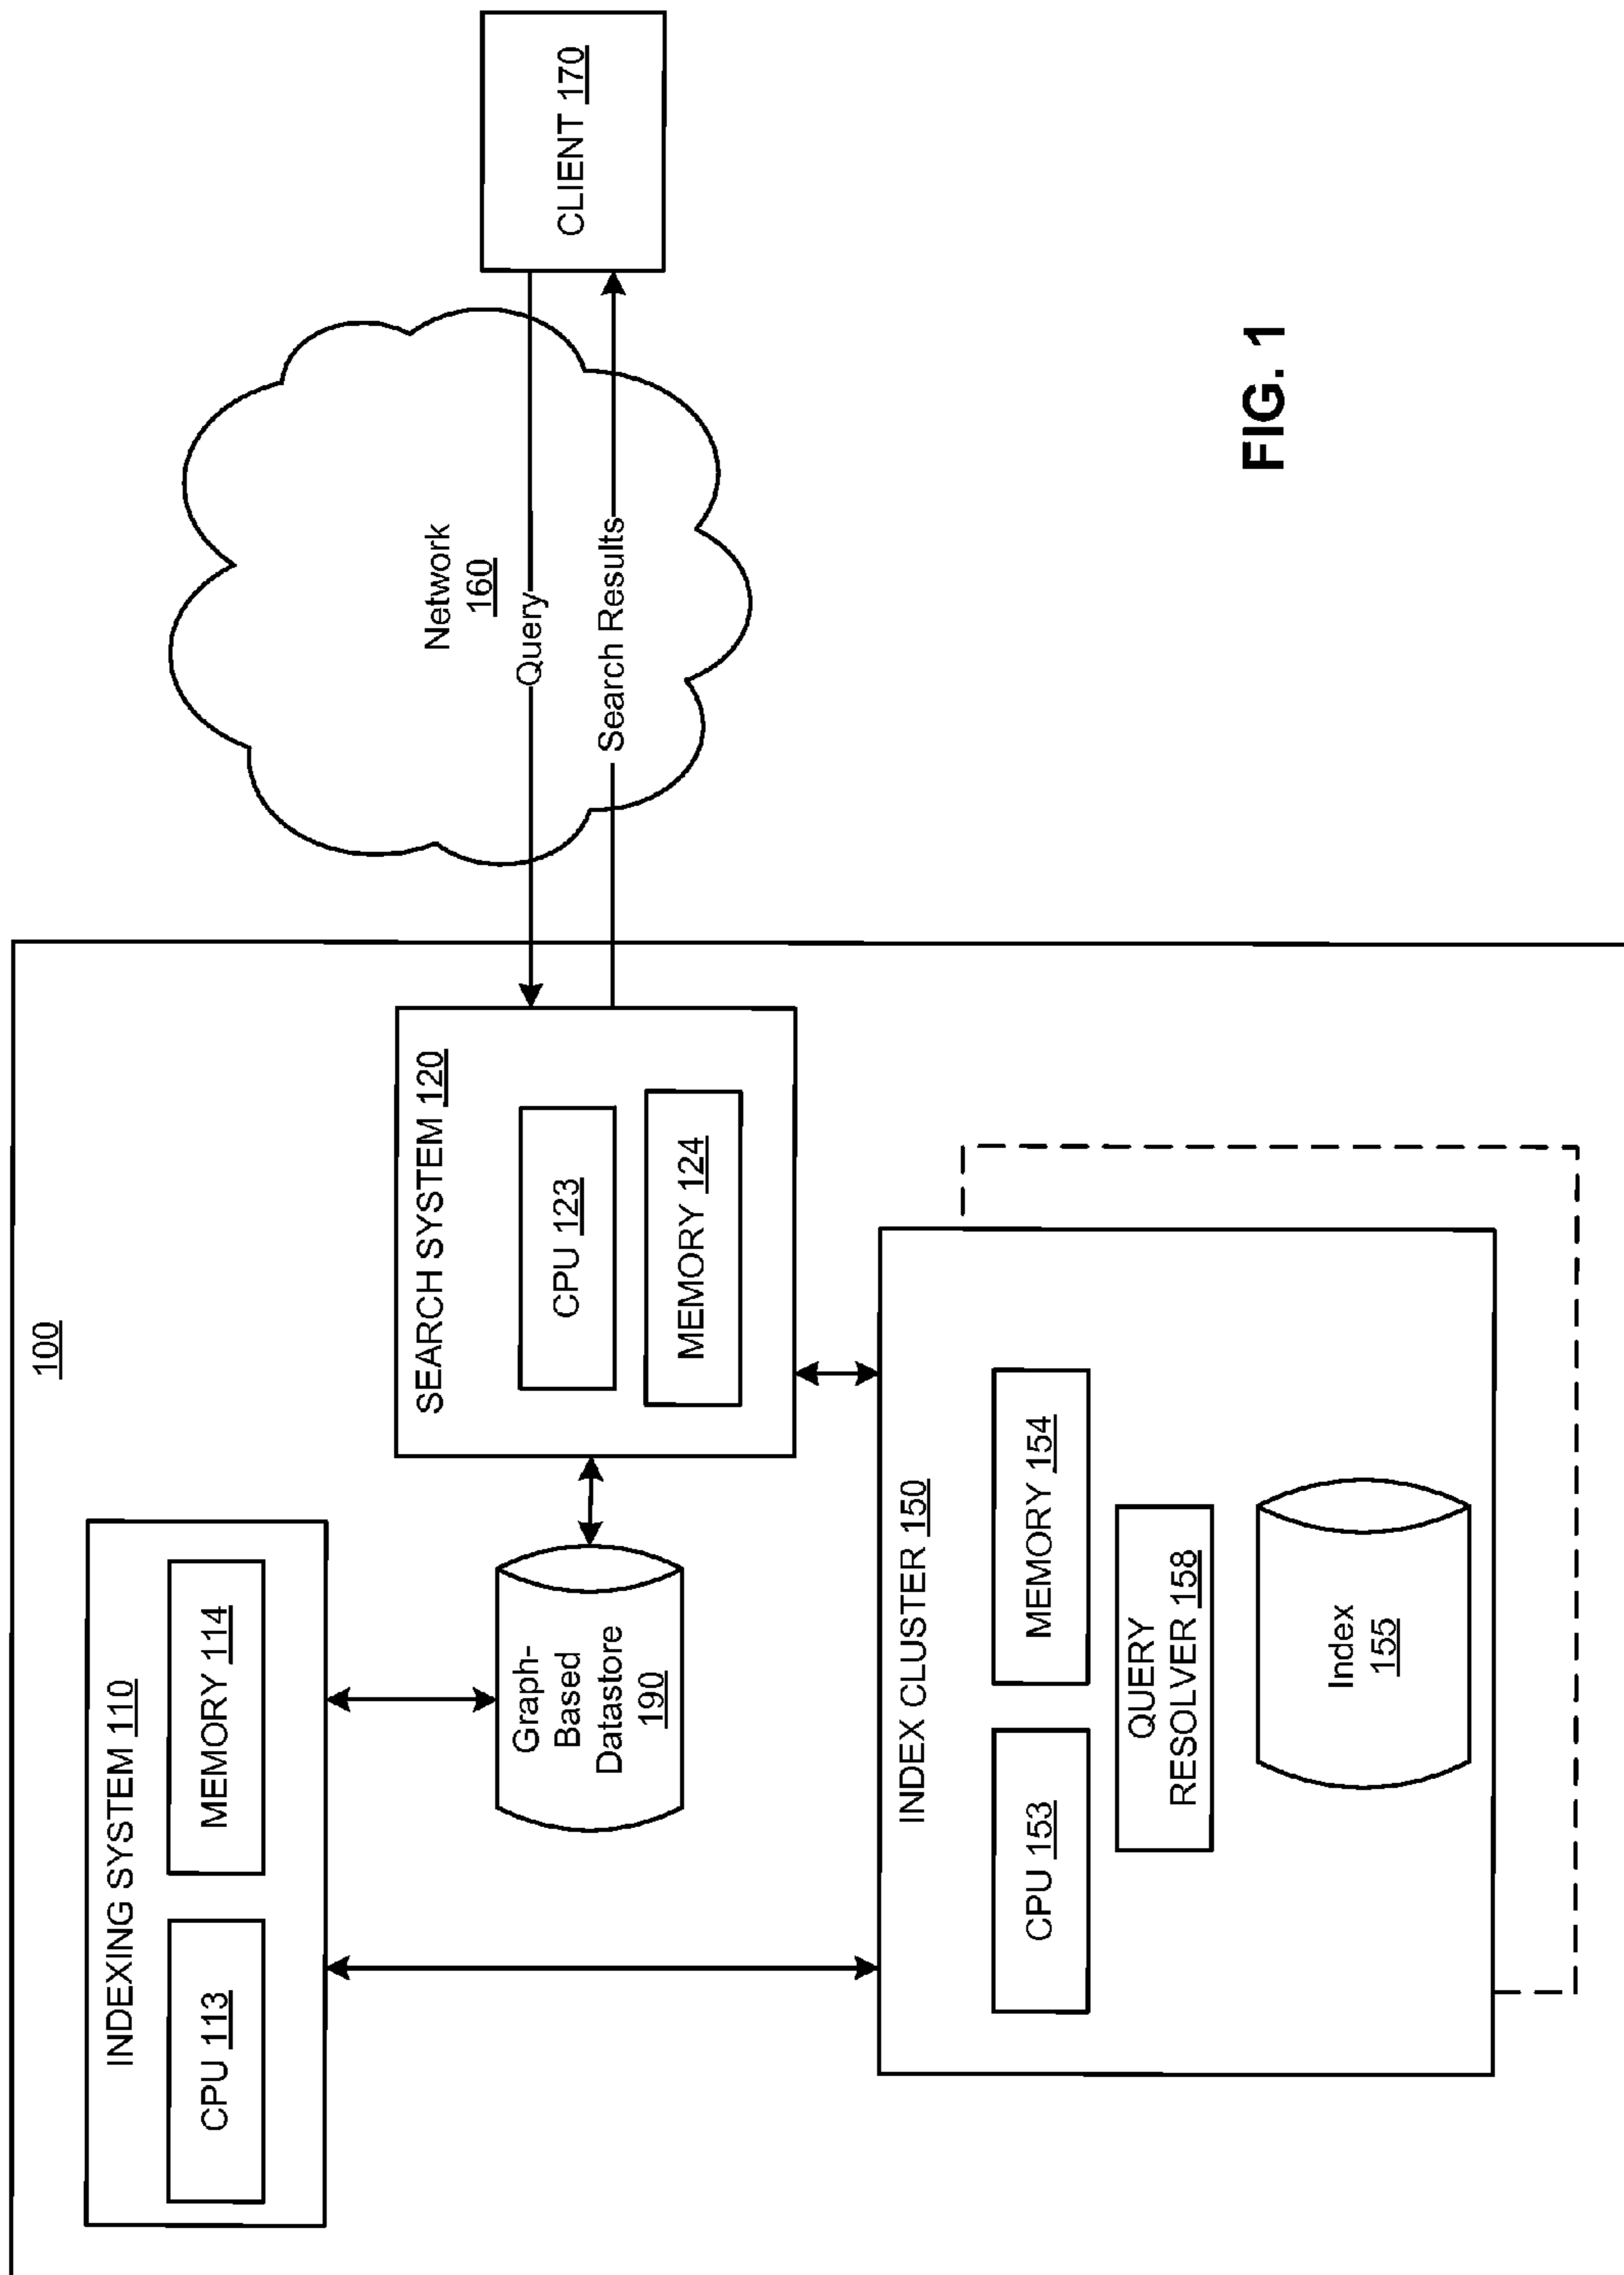 100
INDEXING SYSTEM 110
CPU 113
MEMORY 114
Graph-
Based
Datastore
190
SEARCH SYSTEM 120
CPU 123
MEMORY 124
INDEX CLUSTER 150
CPU 153
MEMORY 154
QUERY
RESOLVER 158
Index
155
Network
160
Query
Search Results
CLIENT 170
FIG. 1